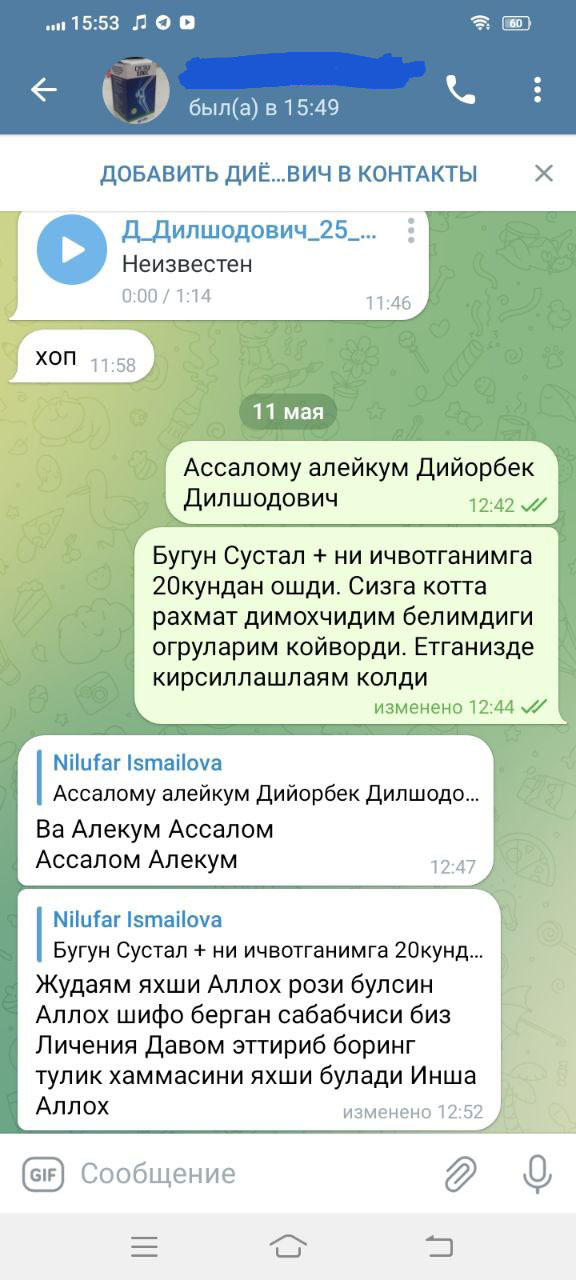 15:53
60
был(а) в 15:49
ДОБАВИТЬ ДИЁ...ВИЧ В КОНТАКТЫ
Д_Дилшодович_25_...
Неизвестен
0:00 / 1:14
11:46
хоп 11:58
11 мая
Ассалому алейкум Дийорбек
Дилшодович
12:42
Бугун Сустал + ни ичвотганимга
20кундан ошди. Сизга котта
рахмат димохчидим белимдиги
огруларим койворди. Етганизде
кирсиллашлаям колди
изменено 12:44
Nilufar Ismailova
Ассалому алейкум Дийорбек Дилшодо...
Ва Алекум Ассалом
Ассалом Алекум
12:47
Nilufar Ismailova
Бугун Сустал + ни ичвотганимга 20кунд...
Жудаям яхши Аллох рози булсин
Аллох шифо берган сабабчиси биз
Личения Давом эттириб боринг
тулик хаммасини яхши булади Инша
Аллох
изменено 12:52
GIF Сообщение